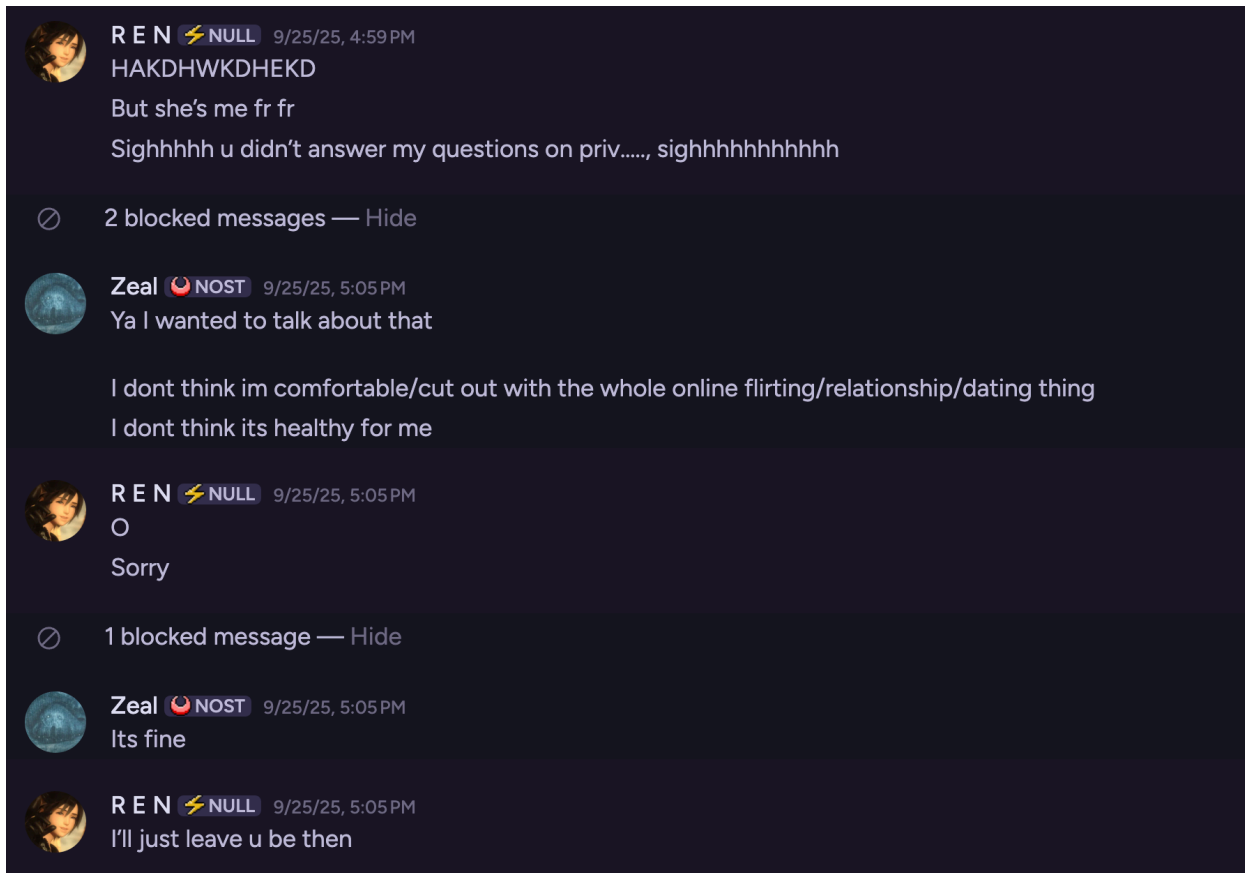 R E N ⚡ NULL 9/25/25, 4:59 PM
HAKDHWKDHEKD
But she’s me fr fr
Sighhhhh u didn’t answer my questions on priv....., sighhhhhhhhhhh
2 blocked messages — Hide
Zeal NOST 9/25/25, 5:05 PM
Ya I wanted to talk about that
I dont think im comfortable/cut out with the whole online flirting/relationship/dating thing
I dont think its healthy for me
R E N ⚡ NULL 9/25/25, 5:05 PM
O
Sorry
1 blocked message — Hide
Zeal NOST 9/25/25, 5:05 PM
Its fine
R E N ⚡ NULL 9/25/25, 5:05 PM
I’ll just leave u be then